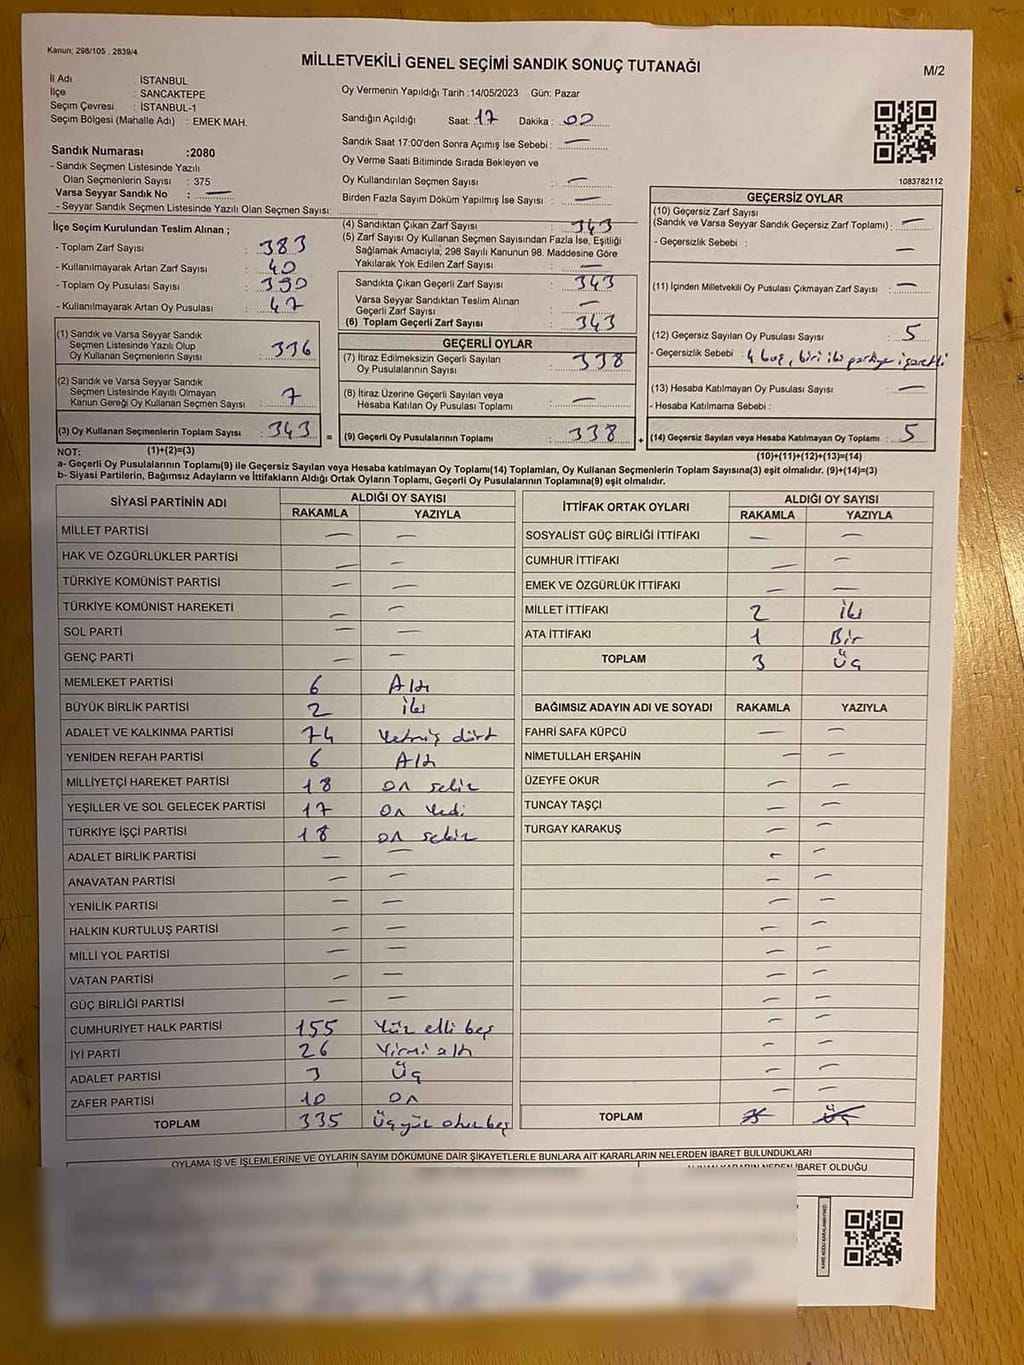 Kanun; 298/105 , 2839/4
MİLLETVEKİLİ GENEL SEÇİMİ SANDIK SONUÇ TUTANAĞI
M/2
İl Adı : İSTANBUL
İlçe : SANCAKTEPE
Seçim Çevresi : İSTANBUL-1
Seçim Bölgesi (Mahalle Adı) : EMEK MAH.
Oy Vermenin Yapıldığı Tarih :14/05/2023 Gün: Pazar
Sandığın Açıldığı Saat: 17 Dakika : 00
Sandık Saat 17:00'den Sonra Açımış İse Sebebi : —
Oy Verme Saati Bitiminde Sırada Bekleyen ve
Oy Kullandırılan Seçmen Sayısı : —
Birden Fazla Sayım Döküm Yapılmış İse Sayısı : —
1083782112
Sandık Numarası :2080
- Sandık Seçmen Listesinde Yazılı
Olan Seçmenlerin Sayısı : 375
Varsa Seyyar Sandık No : —
- Seyyar Sandık Seçmen Listesinde Yazılı Olan Seçmen Sayısı:
İlçe Seçim Kurulundan Teslim Alınan ;
- Toplam Zarf Sayısı : 383
- Kullanılmayarak Artan Zarf Sayısı : 40
- Toplam Oy Pusulası Sayısı : 390
- Kullanılmayarak Artan Oy Pusulası : 47
(1) Sandık ve Varsa Seyyar Sandık
Seçmen Listesinde Yazılı Olup
Oy Kullanan Seçmenlerin Sayısı : 336
(2) Sandık ve Varsa Seyyar Sandık
Seçmen Listesinde Kayıtlı Olmayan
Kanun Gereği Oy Kullanan Seçmen Sayısı : 7
(3) Oy Kullanan Seçmenlerin Toplam Sayısı : 343
(4) Sandıktan Çıkan Zarf Sayısı : 343
(5) Zarf Sayısı Oy Kullanan Seçmen Sayısından Fazla İse, Eşitliği
Sağlamak Amacıyla, 298 Sayılı Kanunun 98. Maddesine Göre
Yakılarak Yok Edilen Zarf Sayısı : —
Sandıkta Çıkan Geçerli Zarf Sayısı : 343
Varsa Seyyar Sandıktan Teslim Alınan
Geçerli Zarf Sayısı : —
(6) Toplam Geçerli Zarf Sayısı : 343
GEÇERLİ OYLAR
(7) İtiraz Edilmeksizin Geçerli Sayılan
Oy Pusulalarının Sayısı : 338
(8) İtiraz Üzerine Geçerli Sayılan veya
Hesaba Katılan Oy Pusulası Toplamı : —
= (9) Geçerli Oy Pusulalarının Toplamı : 338
GEÇERSİZ OYLAR
(10) Geçersiz Zarf Sayısı
(Sandık ve Varsa Seyyar Sandık Geçersiz Zarf Toplamı) : —
- Geçersizlik Sebebi : —
(11) İçinden Milletvekili Oy Pusulası Çıkmayan Zarf Sayısı : —
(12) Geçersiz Sayılan Oy Pusulası Sayısı : 5
- Geçersizlik Sebebi : 4 boş, biri iki partiye işaretli
(13) Hesaba Katılmayan Oy Pusulası Sayısı : —
- Hesaba Katılmama Sebebi :
+ (14) Geçersiz Sayılan veya Hesaba Katılmayan Oy Toplamı : 5
NOT: (1)+(2)=(3)
(10)+(11)+(12)+(13)=(14)
a- Geçerli Oy Pusulalarının Toplamı(9) ile Geçersiz Sayılan veya Hesaba katılmayan Oy Toplamı(14) Toplamları, Oy Kullanan Seçmenlerin Toplam Sayısına(3) eşit olmalıdır. (9)+(14)=(3)
b- Siyasi Partilerin, Bağımsız Adayların ve İttifakların Aldığı Ortak Oyların Toplamı, Geçerli Oy Pusulalarının Toplamına(9) eşit olmalıdır.
SİYASİ PARTİNİN ADI ALDIĞI OY SAYISI
RAKAMLA YAZIYLA
MİLLET PARTİSİ — —
HAK VE ÖZGÜRLÜKLER PARTİSİ — —
TÜRKİYE KOMÜNİST PARTİSİ — —
TÜRKİYE KOMÜNİST HAREKETİ — —
SOL PARTİ — —
GENÇ PARTİ — —
MEMLEKET PARTİSİ 6 Altı
BÜYÜK BİRLİK PARTİSİ 2 iki
ADALET VE KALKINMA PARTİSİ 74 Yetmiş dört
YENİDEN REFAH PARTİSİ 6 Altı
MİLLİYETÇİ HAREKET PARTİSİ 18 on sekiz
YEŞİLLER VE SOL GELECEK PARTİSİ 17 on Yedi
TÜRKİYE İŞÇİ PARTİSİ 18 on sekiz
ADALET BİRLİK PARTİSİ — —
ANAVATAN PARTİSİ — —
YENİLİK PARTİSİ — —
HALKIN KURTULUŞ PARTİSİ — —
MİLLİ YOL PARTİSİ — —
VATAN PARTİSİ — —
GÜÇ BİRLİĞİ PARTİSİ — —
CUMHURİYET HALK PARTİSİ 155 Yüz elli beş
İYİ PARTİ 26 Yirmi altı
ADALET PARTİSİ 3 Üç
ZAFER PARTİSİ 10 on
TOPLAM 335 Üçyüz otuzbeş
İTTİFAK ORTAK OYLARI ALDIĞI OY SAYISI
RAKAMLA YAZIYLA
SOSYALİST GÜÇ BİRLİĞİ İTTİFAKI — —
CUMHUR İTTİFAKI — —
EMEK VE ÖZGÜRLÜK İTTİFAKI — —
MİLLET İTTİFAKI 2 İki
ATA İTTİFAKI 1 Bir
TOPLAM 3 Üç
BAĞIMSIZ ADAYIN ADI VE SOYADI RAKAMLA YAZIYLA
FAHRİ SAFA KÜPCÜ — —
NİMETULLAH ERŞAHİN — —
ÜZEYFE OKUR — —
TUNCAY TAŞÇI — —
TURGAY KARAKUŞ — —
TOPLAM
OYLAMA İŞ VE İŞLEMLERİNE VE OYLARIN SAYIM DÖKÜMÜNE DAİR ŞİKAYETLERLE BUNLARA AİT KARARLARIN NELERDEN İBARET BULUNDUKLARI
ALINAN KARARIN NEDEN İBARET OLDUĞU